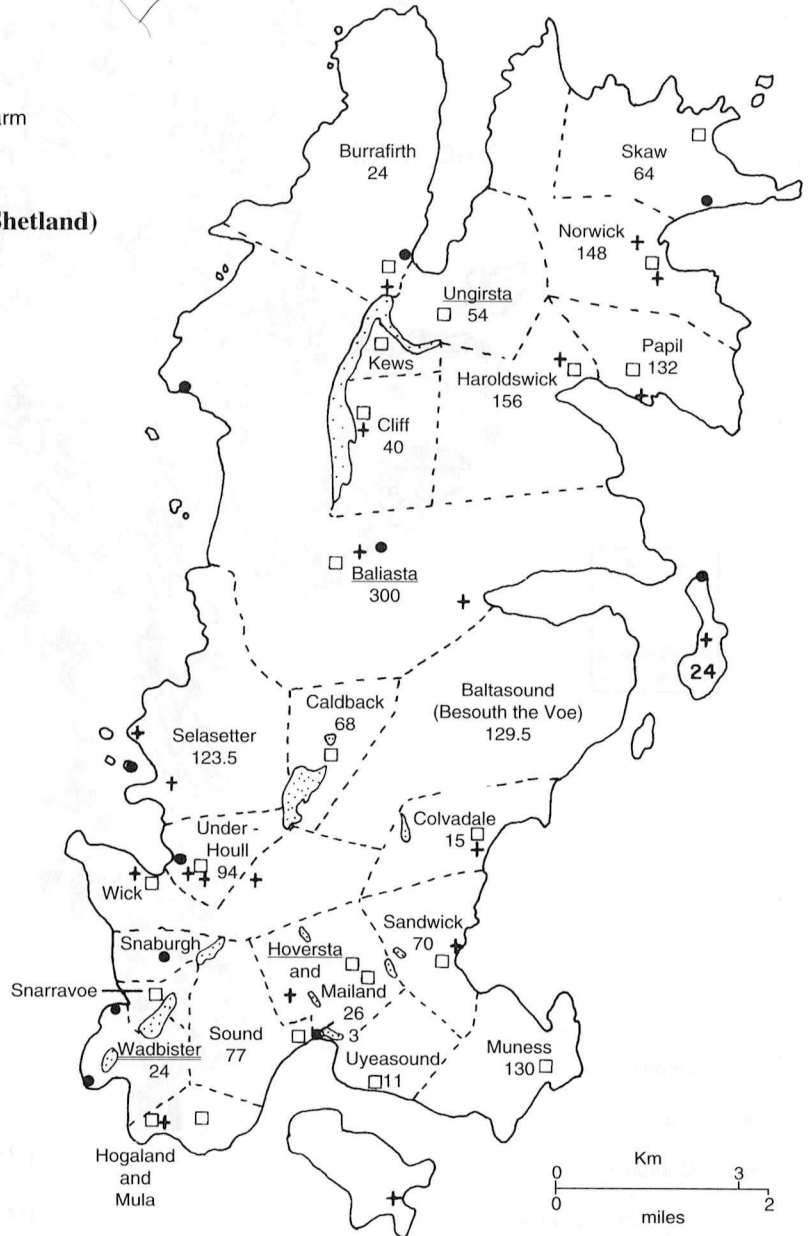 arm
Shetland)
Burrafirth
24
Skaw
64
Norwick
148
Ungirsta
54
Papil
132
Kews
Haroldswick
156
Cliff
40
Baliasta
300
24
Caldback
68
Baltasound
(Besouth the Voe)
129.5
Selasetter
123.5
Under-
Houll
94
Colvadale
15
Wick
Sandwick
70
Snaburgh
Hoversta
and
Mailand
26
3
Snarravoe
Sound
77
Wadbister
24
Uyeasound
11
Muness
130
Hogaland
and
Mula
Km
0 3
0 2
miles